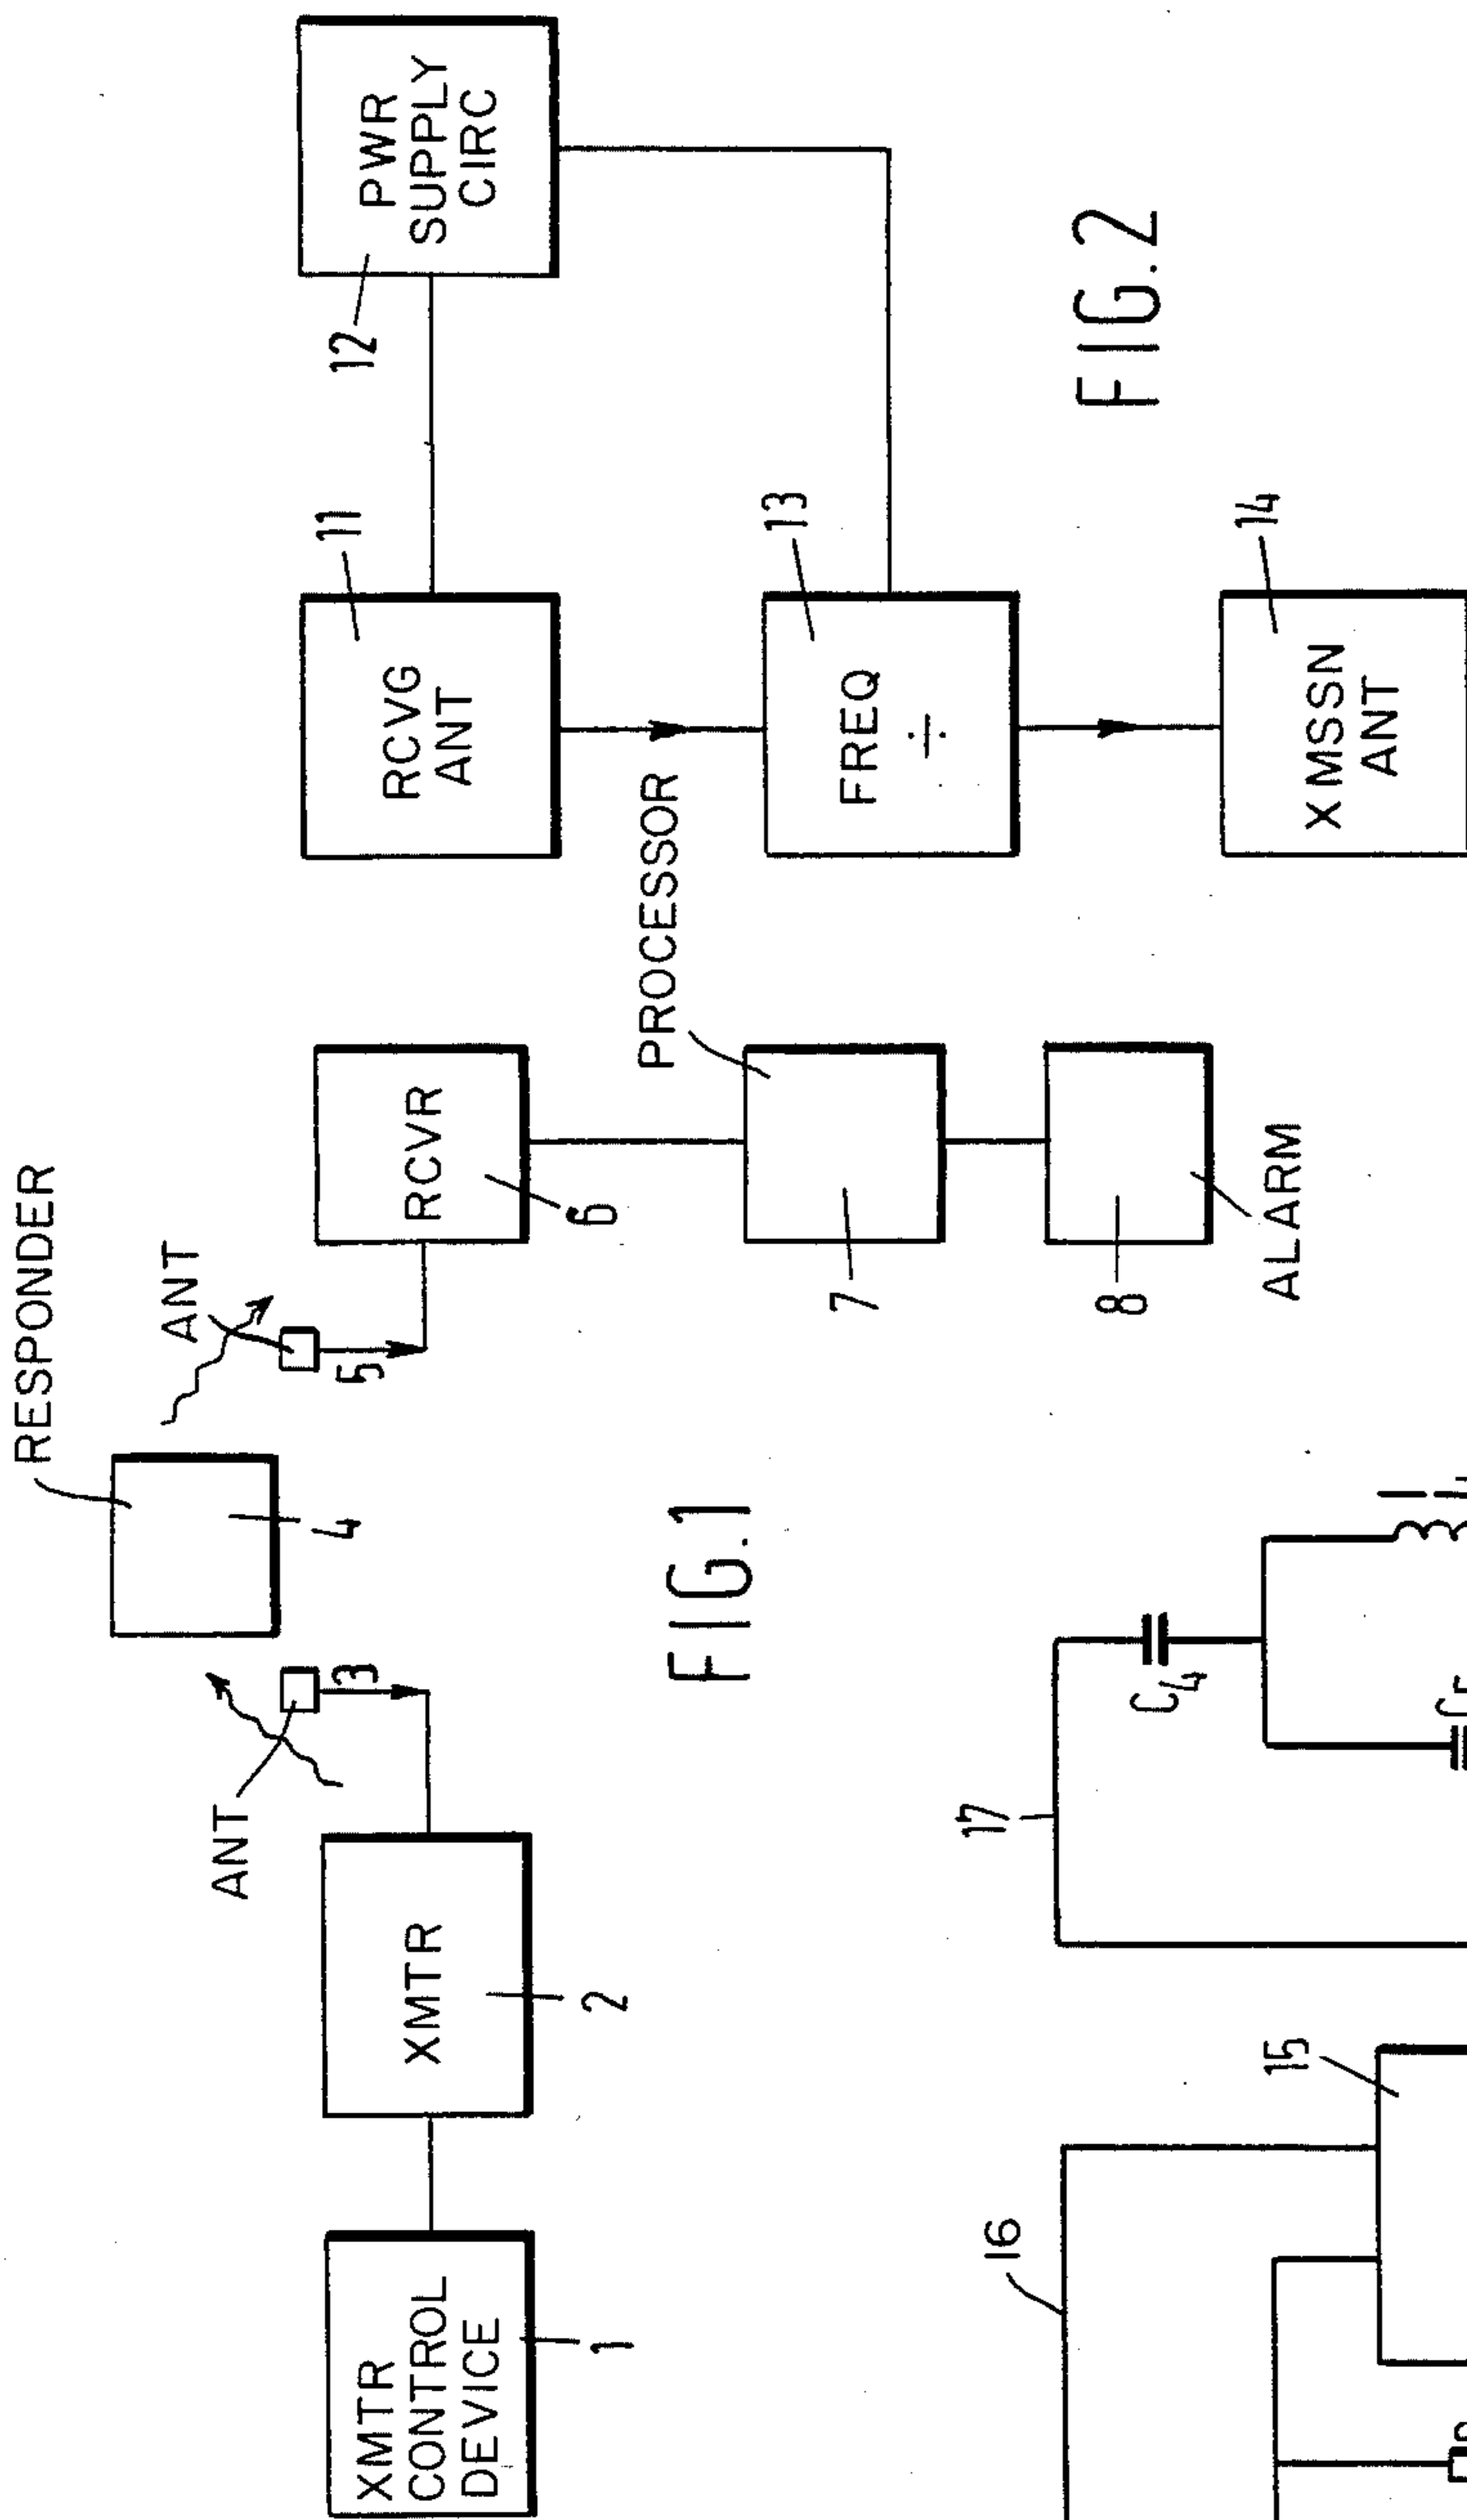 RESPONDER
4
ANT
3
ANT
5
XMTR
CONTROL
DEVICE
1
XMTR
2
RCVR
6
PROCESSOR
7
8
ALARM
FIG.1
RCVG
ANT
11
PWR
SUPPLY
CIRC
12
FREQ
÷
13
XMSSN
ANT
14
FIG.2
16
15
17
C4